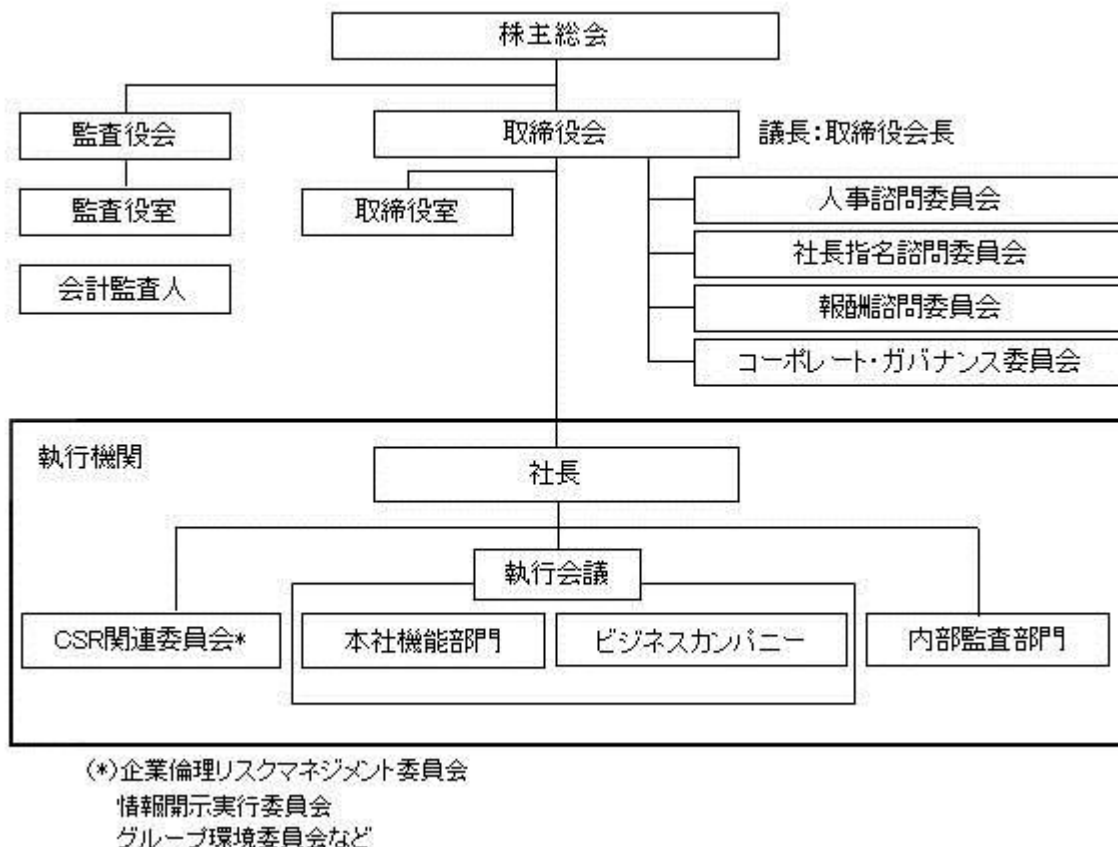 株主総会
監査役会
取締役会
議長:取締役会長
監査役室
取締役室
人事諮問委員会
社長指名諮問委員会
会計監査人
報酬諮問委員会
コーポレート・ガバナンス委員会
執行機関
社長
執行会議
CSR関連委員会*
本社機能部門
ビジネスカンパニー
内部監査部門
(*)企業倫理リスクマネジメント委員会
情報開示実行委員会
グループ環境委員会など